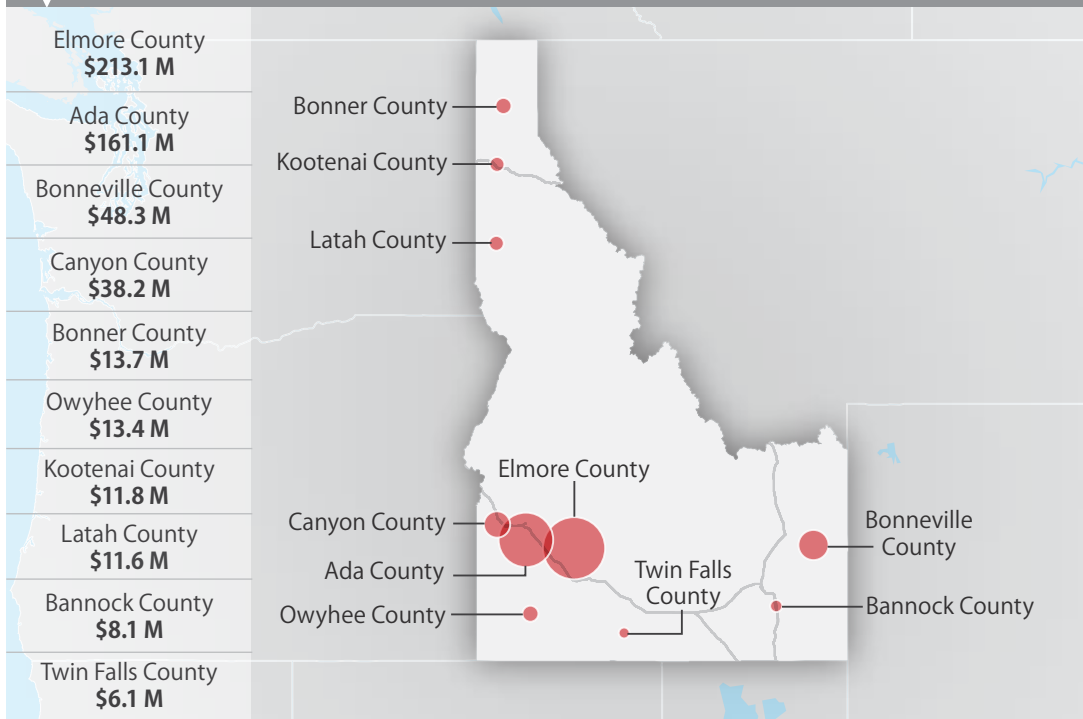 Elmore County
$213.1 M
Ada County
$161.1 M
Bonneville County
$48.3 M
Canyon County
$38.2 M
Bonner County
$13.7 M
Owyhee County
$13.4 M
Kootenai County
$11.8 M
Latah County
$11.6 M
Bannock County
$8.1 M
Twin Falls County
$6.1 M
Bonner County
Kootenai County
Latah County
Elmore County
Canyon County
Ada County
Owyhee County
Twin Falls
County
Bonneville
County
Bannock County